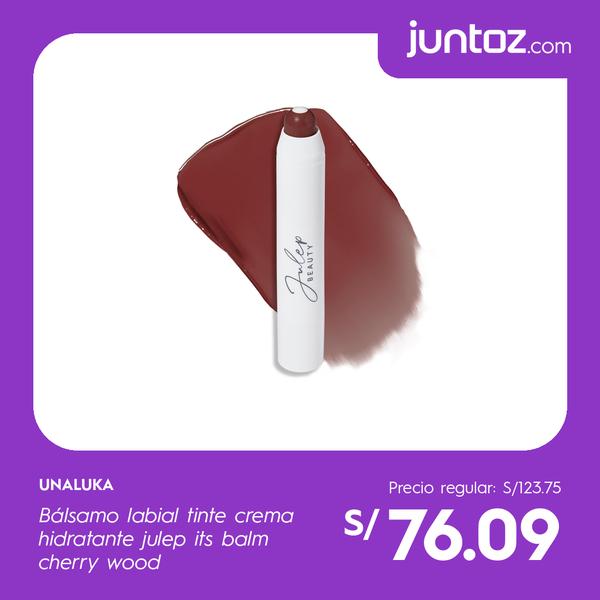 juntoz.com
Julep
BEAUTY
UNALUKA
Bálsamo labial tinte crema
hidratante julep its balm
cherry wood
Precio regular: S/123.75
S/76.09